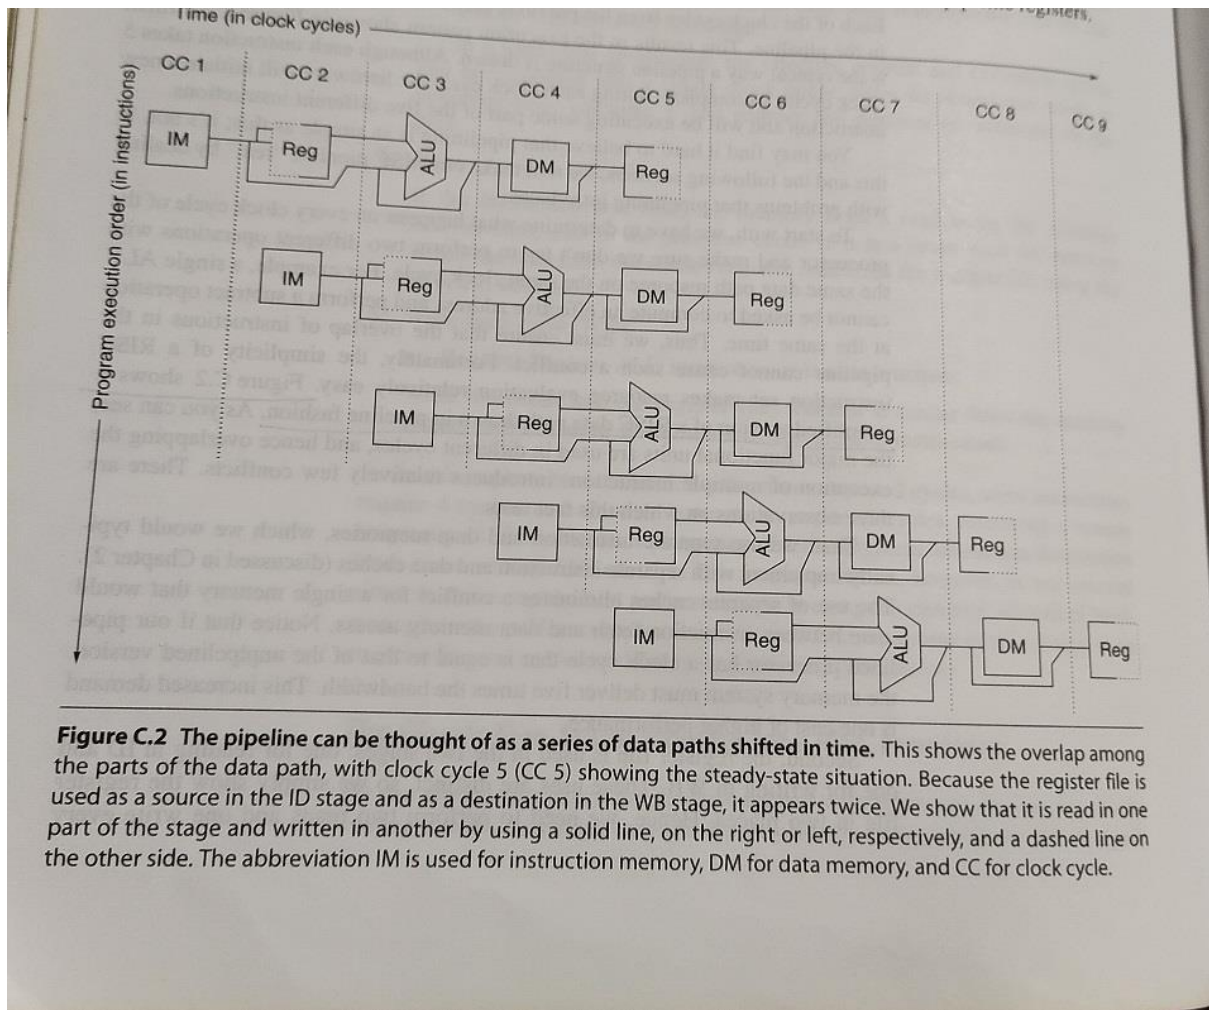 registers,
Time (in clock cycles)
CC 1 CC 2 CC 3 CC 4 CC 5 CC 6 CC 7 CC 8 CC 9
Program execution order (in instructions)
IM Reg ALU DM Reg
IM Reg ALU DM Reg
IM Reg ALU DM Reg
IM Reg ALU DM Reg
IM Reg ALU DM Reg
Figure C.2 The pipeline can be thought of as a series of data paths shifted in time. This shows the overlap among
the parts of the data path, with clock cycle 5 (CC 5) showing the steady-state situation. Because the register file is
used as a source in the ID stage and as a destination in the WB stage, it appears twice. We show that it is read in one
part of the stage and written in another by using a solid line, on the right or left, respectively, and a dashed line on
the other side. The abbreviation IM is used for instruction memory, DM for data memory, and CC for clock cycle.